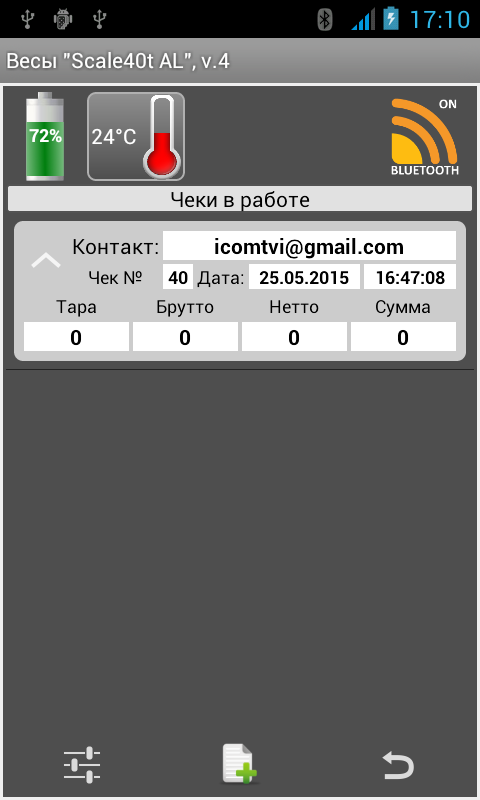 17:10
Весы "Scale40t AL", v.4
72%
24°C
ON
BLUETOOTH
Чеки в работе
Контакт: icomtvi@gmail.com
Чек № 40 Дата: 25.05.2015 16:47:08
Тара Брутто Нетто Сумма
0 0 0 0